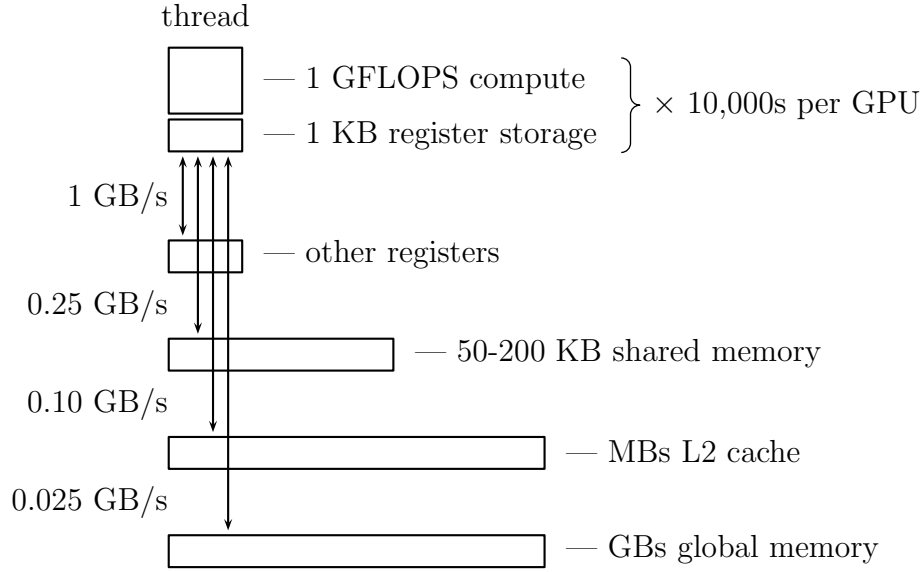 thread
— 1 GFLOPS compute
× 10,000s per GPU
— 1 KB register storage
1 GB/s
— other registers
0.25 GB/s
— 50-200 KB shared memory
0.10 GB/s
— MBs L2 cache
0.025 GB/s
— GBs global memory